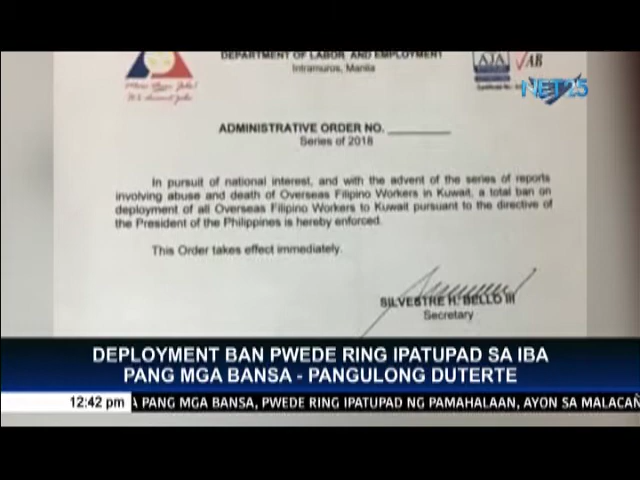 DEPARTMENT OF LABOR AND EMPLOYMENT
Intramuros, Manila
AJA
AB
NET25
ADMINISTRATIVE ORDER NO. ________
Series of 2018
In pursuit of national interest, and with the advent of the series of reports
involving abuse and death of Overseas Filipino Workers in Kuwait, a total ban on
deployment of all Overseas Filipino Workers to Kuwait pursuant to the directive of
the President of the Philippines is hereby enforced.
This Order takes effect immediately.
SILVESTRE H. BELLO III
Secretary
DEPLOYMENT BAN PWEDE RING IPATUPAD SA IBA
PANG MGA BANSA - PANGULONG DUTERTE
12:42 pm
A PANG MGA BANSA, PWEDE RING IPATUPAD NG PAMAHALAAN, AYON SA MALACAÑ